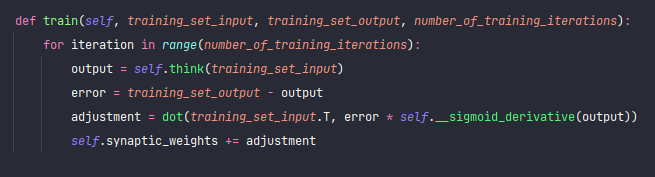 def train(self, training_set_input, training_set_output, number_of_training_iterations):
    for iteration in range(number_of_training_iterations):
        output = self.think(training_set_input)
        error = training_set_output - output
        adjustment = dot(training_set_input.T, error * self.__sigmoid_derivative(output))
        self.synaptic_weights += adjustment